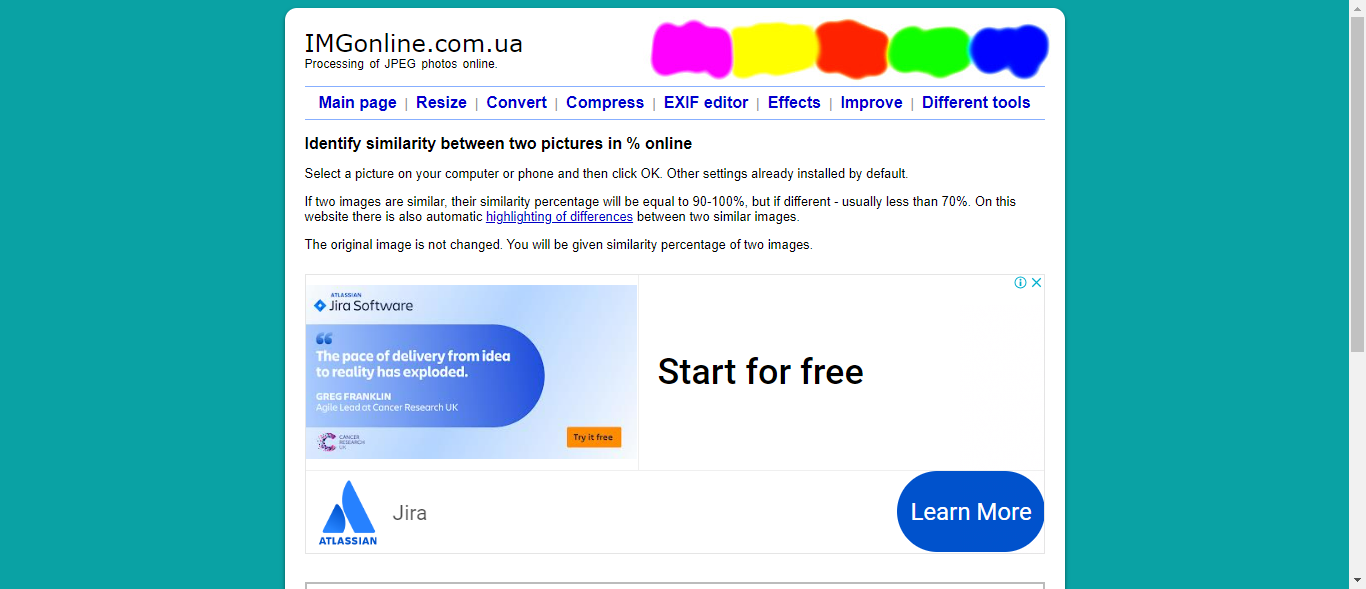 IMGonline.com.ua
Processing of JPEG photos online.
Main page | Resize | Convert | Compress | EXIF editor | Effects | Improve | Different tools
Identify similarity between two pictures in % online
Select a picture on your computer or phone and then click OK. Other settings already installed by default.
If two images are similar, their similarity percentage will be equal to 90-100%, but if different - usually less than 70%. On this
website there is also automatic highlighting of differences between two similar images.
The original image is not changed. You will be given similarity percentage of two images.
ATLASSIAN
Jira Software
The pace of delivery from idea
to reality has exploded.
GREG FRANKLIN
Agile Lead at Cancer Research UK
CANCER
RESEARCH
UK
Try it free
Start for free
ATLASSIAN
Jira
Learn More